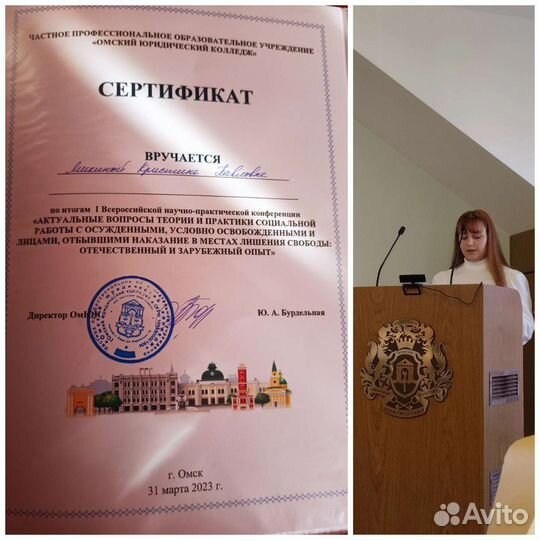 ЧАСТНОЕ ПРОФЕССИОНАЛЬНОЕ ОБРАЗОВАТЕЛЬНОЕ УЧРЕЖДЕНИЕ
«ОМСКИЙ ЮРИДИЧЕСКИЙ КОЛЛЕДЖ»
СЕРТИФИКАТ
ВРУЧАЕТСЯ
Кристине Павловне
по итогам I Всероссийской научно-практической конференции
«АКТУАЛЬНЫЕ ВОПРОСЫ ТЕОРИИ И ПРАКТИКИ СОЦИАЛЬНОЙ
РАБОТЫ С ОСУЖДЕННЫМИ, УСЛОВНО ОСВОБОЖДЕННЫМИ И
ЛИЦАМИ, ОТБЫВШИМИ НАКАЗАНИЕ В МЕСТАХ ЛИШЕНИЯ СВОБОДЫ:
ОТЕЧЕСТВЕННЫЙ И ЗАРУБЕЖНЫЙ ОПЫТ»
Директор
Ю. А. Бурдельная
г. Омск
31 марта 2023 г.
Avito